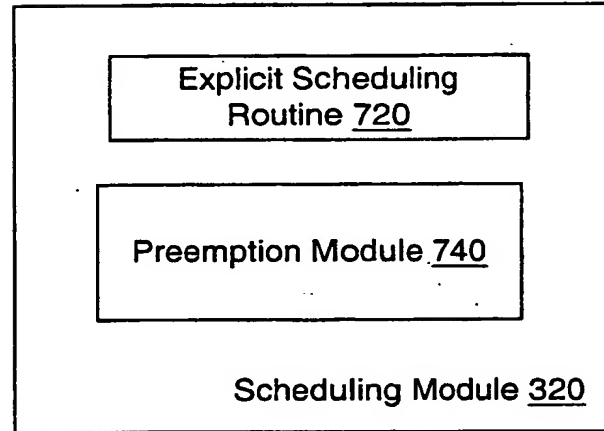 Explicit Scheduling
Routine 720
Preemption Module 740
Scheduling Module 320